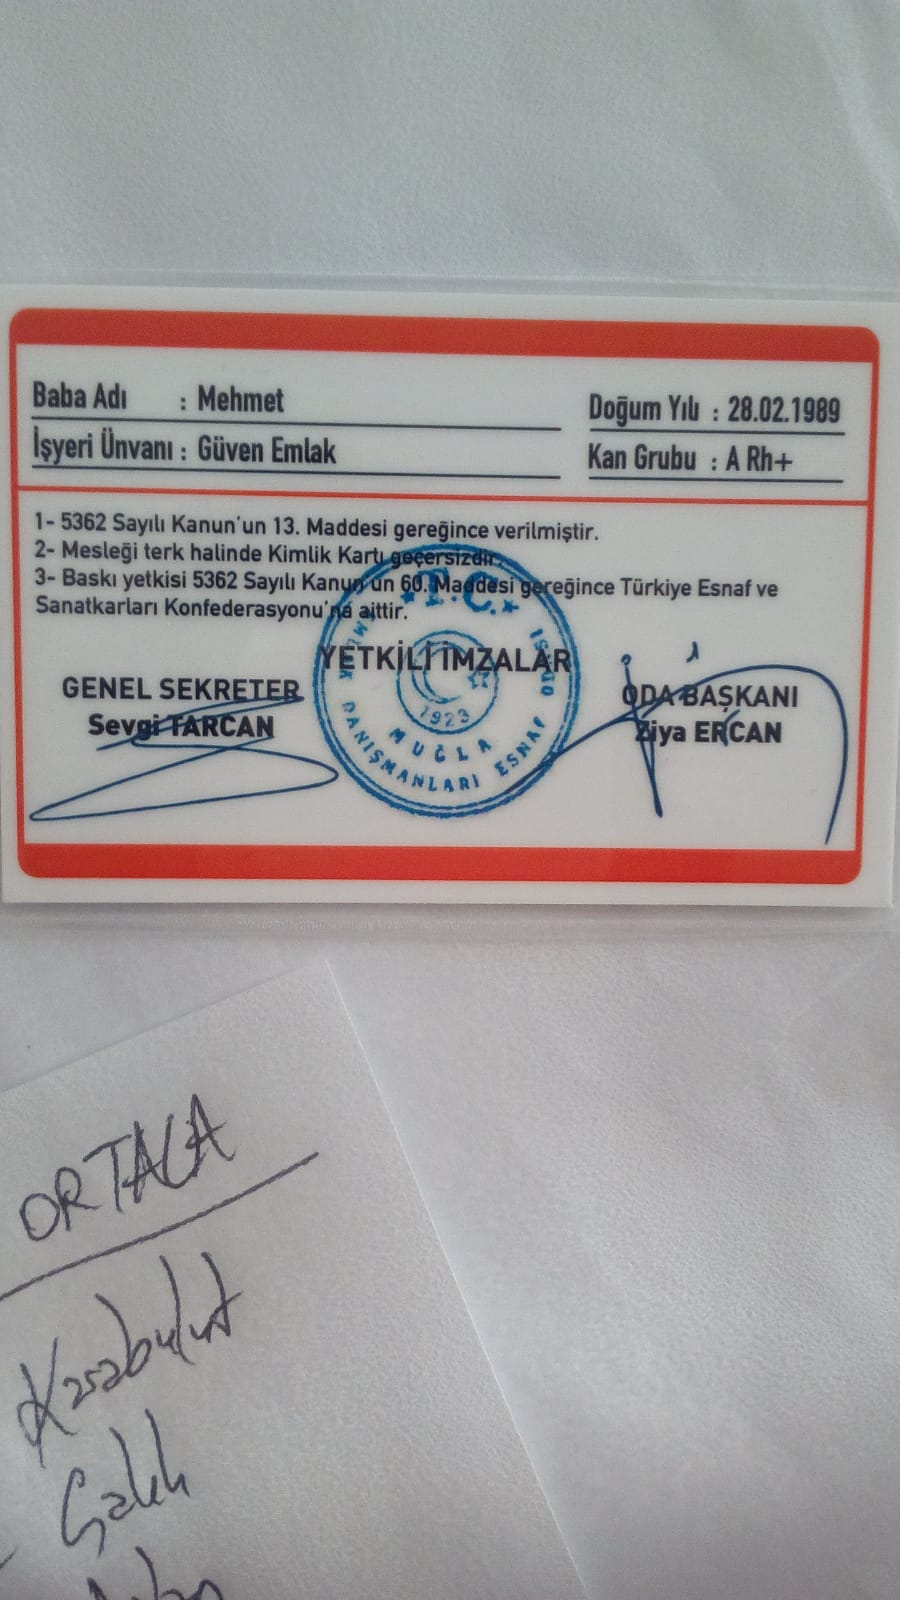 Baba Adı : Mehmet
Doğum Yılı : 28.02.1989
İşyeri Ünvanı : Güven Emlak
Kan Grubu : A Rh+
1- 5362 Sayılı Kanun'un 13. Maddesi gereğince verilmiştir.
2- Mesleği terk halinde Kimlik Kartı geçersizdir.
3- Baskı yetkisi 5362 Sayılı Kanun'un 60. Maddesi gereğince Türkiye Esnaf ve
Sanatkarları Konfederasyonu'na aittir.
YETKİLİ İMZALAR
GENEL SEKRETER
Sevgi TARCAN
ODA BAŞKANI
Ziya ERCAN
T.C.
1923
MUĞLA
DANIŞMANLARI ESNAF
ORTACA
Karabulut